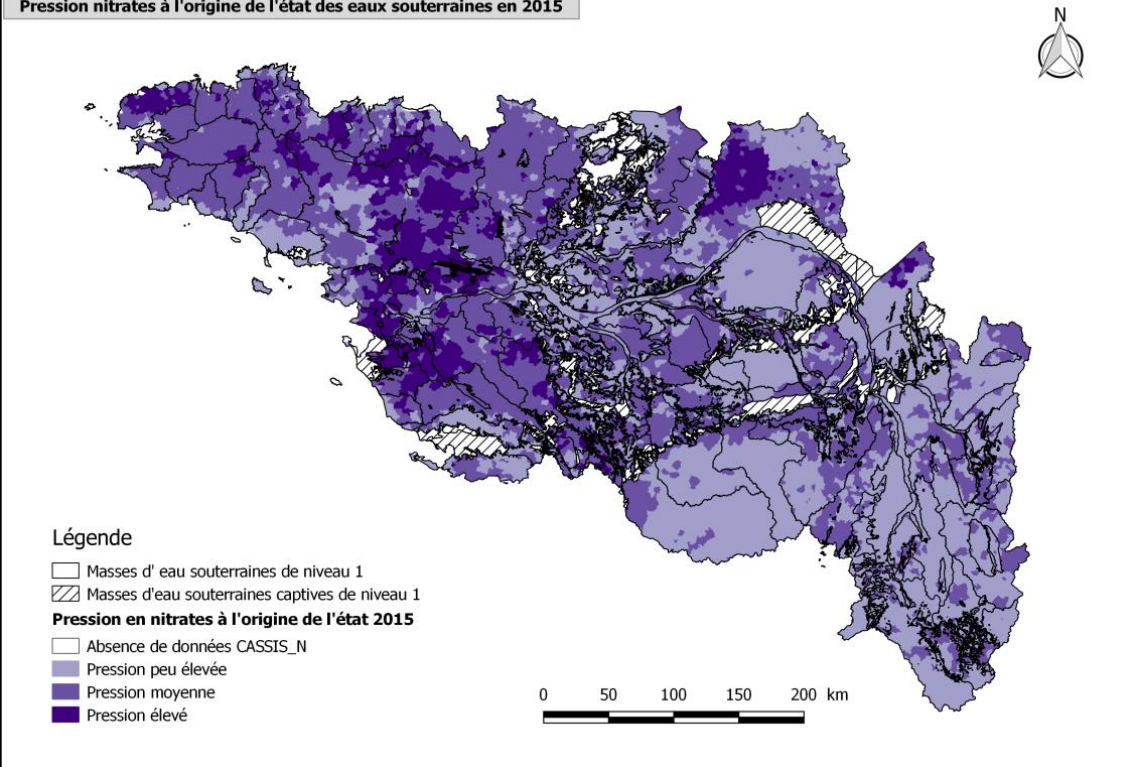 Pression nitrates à l'origine de l'état des eaux souterraines en 2015
N
Légende
Masses d' eau souterraines de niveau 1
Masses d'eau souterraines captives de niveau 1
Pression en nitrates à l'origine de l'état 2015
Absence de données CASSIS_N
Pression peu élevée
Pression moyenne
Pression élevé
0 50 100 150 200 km